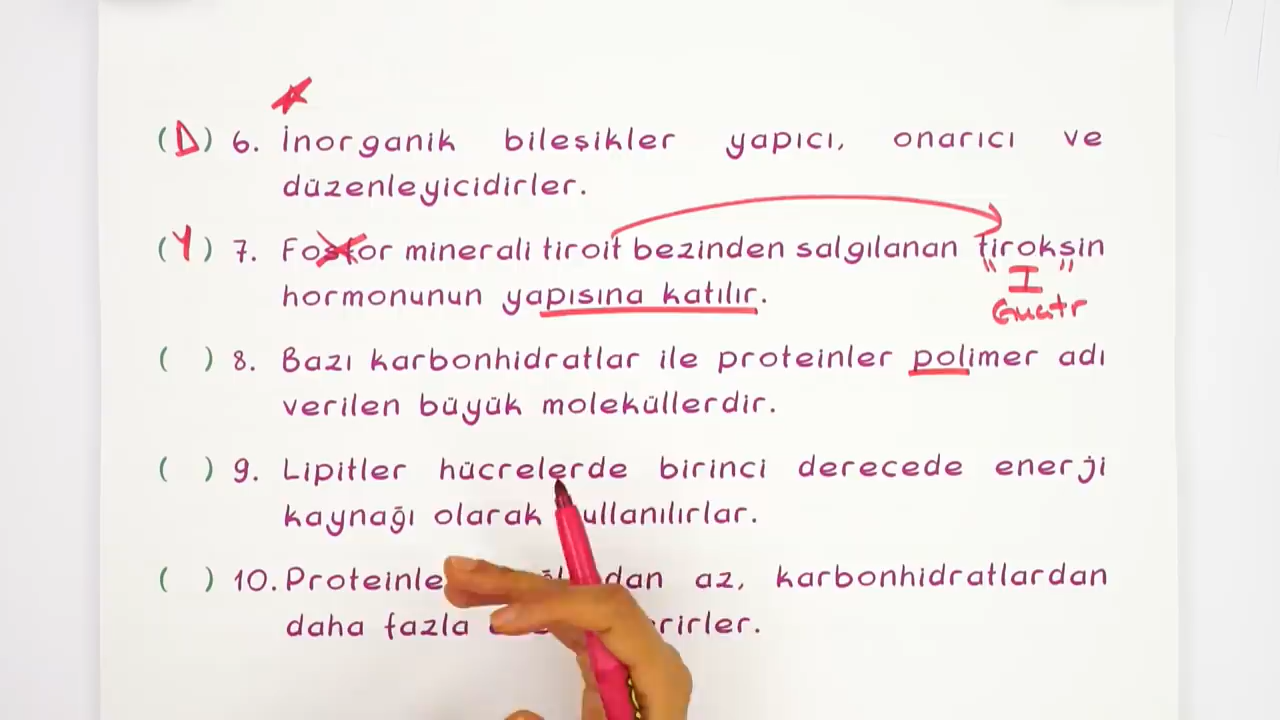 (D) 6. İnorganik bileşikler yapıcı, onarıcı ve
düzenleyicidirler.
(Y) 7. Fosfor minerali tiroit bezinden salgılanan tiroksin
"I"
hormonunun yapısına katılır.
Guatr
( ) 8. Bazı karbonhidratlar ile proteinler polimer adı
verilen büyük moleküllerdir.
( ) 9. Lipitler hücrelerde birinci derecede enerji
kaynağı olarak kullanılırlar.
( ) 10. az, karbonhidratlardan
daha fazla